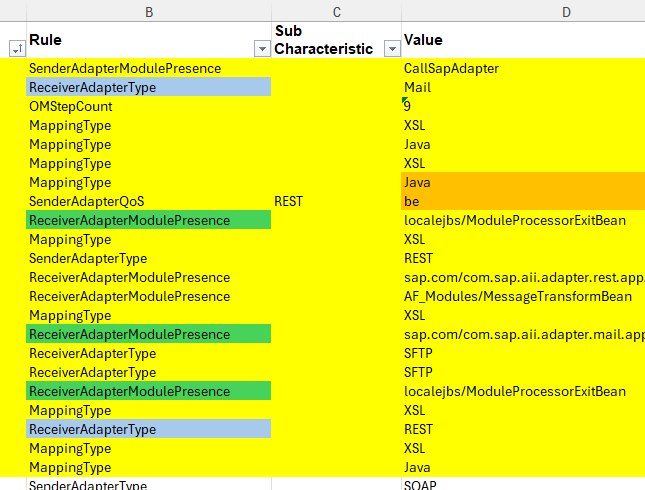 B C D
Rule Sub Characteristic Value
SenderAdapterModulePresence CallSapAdapter
ReceiverAdapterType Mail
OMStepCount 9
MappingType XSL
MappingType Java
MappingType XSL
MappingType Java
SenderAdapterQoS REST be
ReceiverAdapterModulePresence localejbs/ModuleProcessorExitBean
MappingType XSL
SenderAdapterType REST
ReceiverAdapterModulePresence sap.com/com.sap.aii.adapter.rest.app.
ReceiverAdapterModulePresence AF_Modules/MessageTransformBean
MappingType XSL
ReceiverAdapterModulePresence sap.com/com.sap.aii.adapter.mail.app
ReceiverAdapterType SFTP
ReceiverAdapterType SFTP
ReceiverAdapterModulePresence localejbs/ModuleProcessorExitBean
MappingType XSL
ReceiverAdapterType REST
MappingType XSL
MappingType Java
SenderAdapterType SOAP